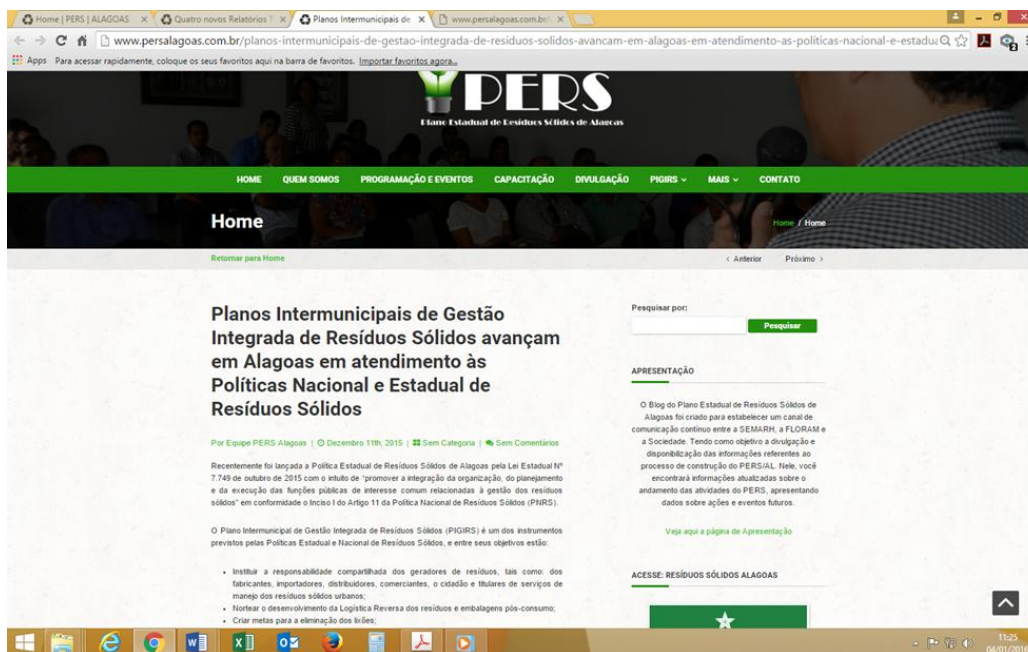 Home | PERS | ALAGOAS
Quatro novos Relatórios
Planos Intermunicipais de
www.persalagoas.com.br
www.persalagoas.com.br/planos-intermunicipais-de-gestao-integrada-de-residuos-solidos-avancam-em-alagoas-em-atendimento-as-politicas-nacional-e-estadu
Apps Para acessar rapidamente, coloque os seus favoritos aqui na barra de favoritos. Importar favoritos agora...
PERS
Plano Estadual de Resíduos Sólidos de Alagoas
HOME QUEM SOMOS PROGRAMAÇÃO E EVENTOS CAPACITAÇÃO DIVULGAÇÃO PIGIRS MAIS CONTATO
Home
Home / Home
Retornar para Home
‹ Anterior Próximo ›
Planos Intermunicipais de Gestão
Integrada de Resíduos Sólidos avançam
em Alagoas em atendimento às
Políticas Nacional e Estadual de
Resíduos Sólidos
Por Equipe PERS Alagoas | Dezembro 11th, 2015 | Sem Categoria | Sem Comentários
Recentemente foi lançada a Política Estadual de Resíduos Sólidos de Alagoas pela Lei Estadual Nº
7.749 de outubro de 2015 com o intuito de "promover a integração da organização, do planejamento
e da execução das funções públicas de interesse comum relacionadas à gestão dos resíduos
sólidos" em conformidade o Inciso I do Artigo 11 da Política Nacional de Resíduos Sólidos (PNRS).
O Plano Intermunicipal de Gestão Integrada de Resíduos Sólidos (PIGIRS) é um dos instrumentos
previstos pelas Políticas Estadual e Nacional de Resíduos Sólidos, e entre seus objetivos estão:
• Instituir a responsabilidade compartilhada dos geradores de resíduos, tais como: dos
fabricantes, importadores, distribuidores, comerciantes, o cidadão e titulares de serviços de
manejo dos resíduos sólidos urbanos;
• Nortear o desenvolvimento da Logística Reversa dos resíduos e embalagens pós-consumo;
• Criar metas para a eliminação dos lixões;
Pesquisar por:
Pesquisar
APRESENTAÇÃO
O Blog do Plano Estadual de Resíduos Sólidos de
Alagoas foi criado para estabelecer um canal de
comunicação contínuo entre a SEMARH, a FLORAM e
a Sociedade. Tendo como objetivo a divulgação e
disponibilização das informações referentes ao
processo de construção do PERS/AL. Nele, você
encontrará informações atualizadas sobre o
andamento das atividades do PERS, apresentando
dados sobre ações e eventos futuros.
Veja aqui a página de Apresentação
ACESSE: RESÍDUOS SÓLIDOS ALAGOAS
11:25
04/01/2016